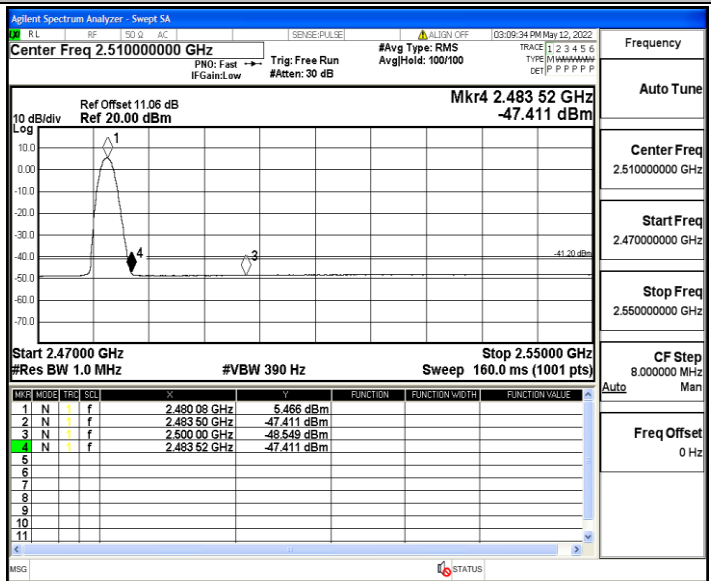 Agilent Spectrum Analyzer - Swept SA
LXI RL RF 50 Ω AC SENSE:PULSE ALIGN OFF 03:09:34 PM May 12, 2022
Center Freq 2.510000000 GHz #Avg Type: RMS TRACE 1 2 3 4 5 6
PNO: Fast Trig: Free Run Avg|Hold: 100/100 TYPE M WWWWW
IFGain:Low #Atten: 30 dB DET P P P P P P
Ref Offset 11.06 dB Mkr4 2.483 52 GHz
10 dB/div Ref 20.00 dBm -47.411 dBm
Log
10.0
0.00
-10.0
-20.0
-30.0
-40.0
-50.0
-60.0
-70.0
1
4
3
-41.20 dBm
Start 2.47000 GHz Stop 2.55000 GHz
#Res BW 1.0 MHz #VBW 390 Hz Sweep 160.0 ms (1001 pts)
MKR MODE TRC SCL X Y FUNCTION FUNCTION WIDTH FUNCTION VALUE
1 N 1 f 2.480 08 GHz 5.466 dBm
2 N 1 f 2.483 50 GHz -47.411 dBm
3 N 1 f 2.500 00 GHz -48.549 dBm
4 N 1 f 2.483 52 GHz -47.411 dBm
5
6
7
8
9
10
11
MSG STATUS
Frequency
Auto Tune
Center Freq
2.510000000 GHz
Start Freq
2.470000000 GHz
Stop Freq
2.550000000 GHz
CF Step
8.000000 MHz
Auto Man
Freq Offset
0 Hz